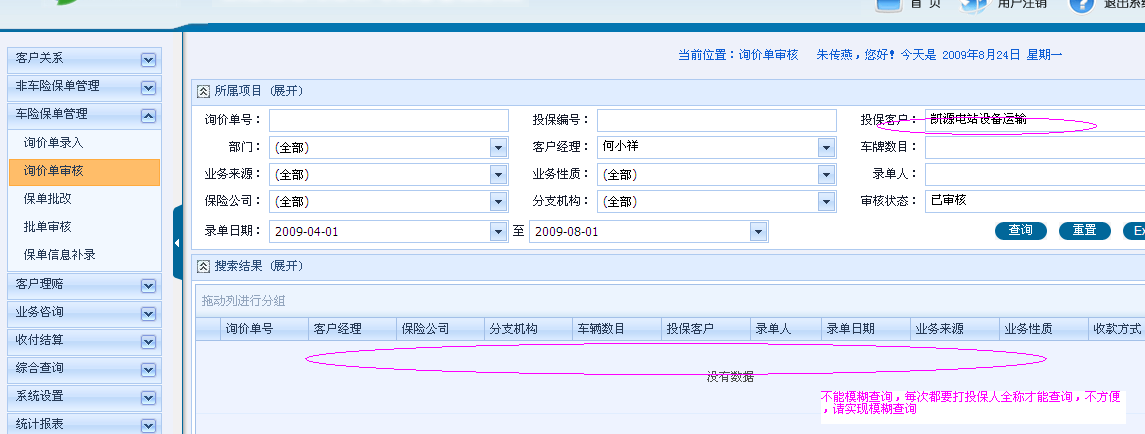 首 页 用户注销 退出系
当前位置：询价单审核 朱传燕，您好！今天是 2009年8月24日 星期一
客户关系
非车险保单管理
车险保单管理
询价单录入
询价单审核
保单批改
批单审核
保单信息补录
客户理赔
业务咨询
收付结算
综合查询
系统设置
统计报表
所属项目（展开）
询价单号： 投保编号： 投保客户： 凯源电站设备运输
部门： (全部) 客户经理： 何小祥 车牌数目：
业务来源： (全部) 业务性质： (全部) 录单人：
保险公司： (全部) 分支机构： (全部) 审核状态： 已审核
录单日期： 2009-04-01 至 2009-08-01 查询 重置 Ex
搜索结果（展开）
拖动列进行分组
询价单号 客户经理 保险公司 分支机构 车辆数目 投保客户 录单人 录单日期 业务来源 业务性质 收款方式
没有数据
不能模糊查询，每次都要打投保人全称才能查询，不方便
，请实现模糊查询